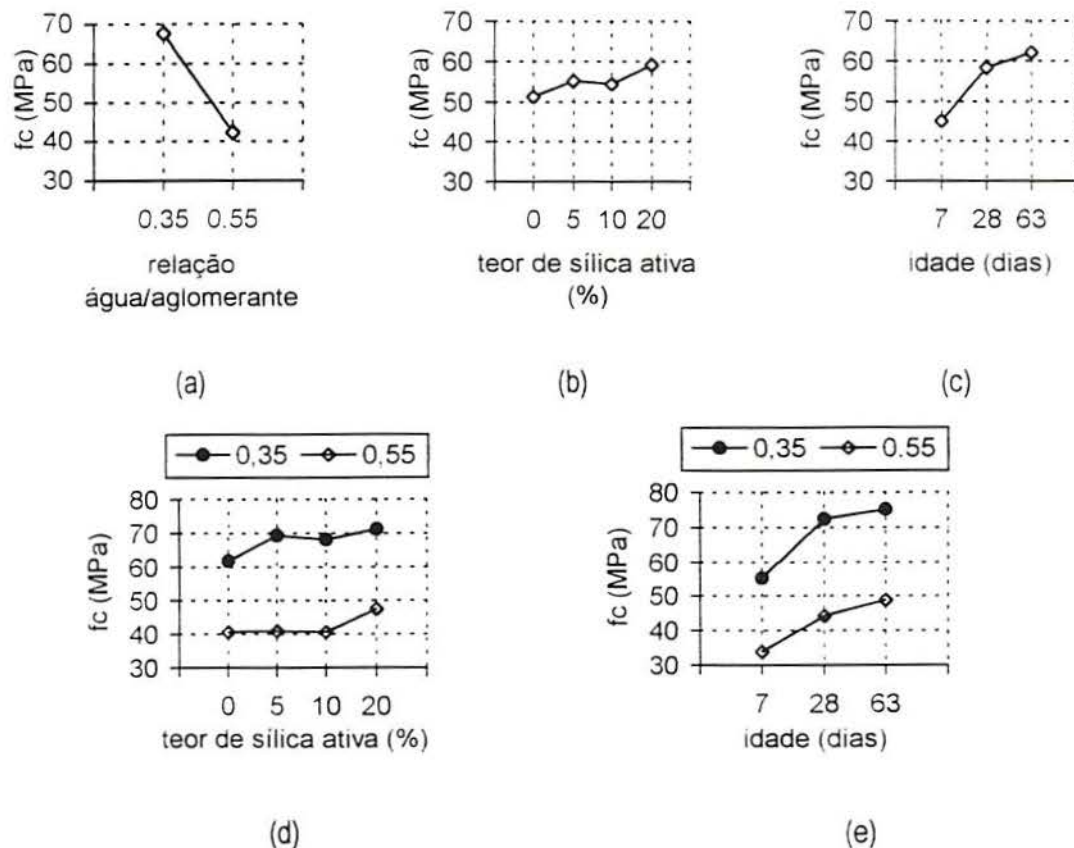 70
60
50
40
30
fc (MPa)
0.35 0.55
relação
água/aglomerante
(a)
70
60
50
40
30
fc (MPa)
0 5 10 20
teor de sílica ativa
(%)
(b)
70
60
50
40
30
fc (MPa)
7 28 63
idade (dias)
(c)
0,35 0,55
80
70
60
50
40
30
fc (MPa)
0 5 10 20
teor de sílica ativa (%)
(d)
0,35 0.55
80
70
60
50
40
30
fc (MPa)
7 28 63
idade (dias)
(e)